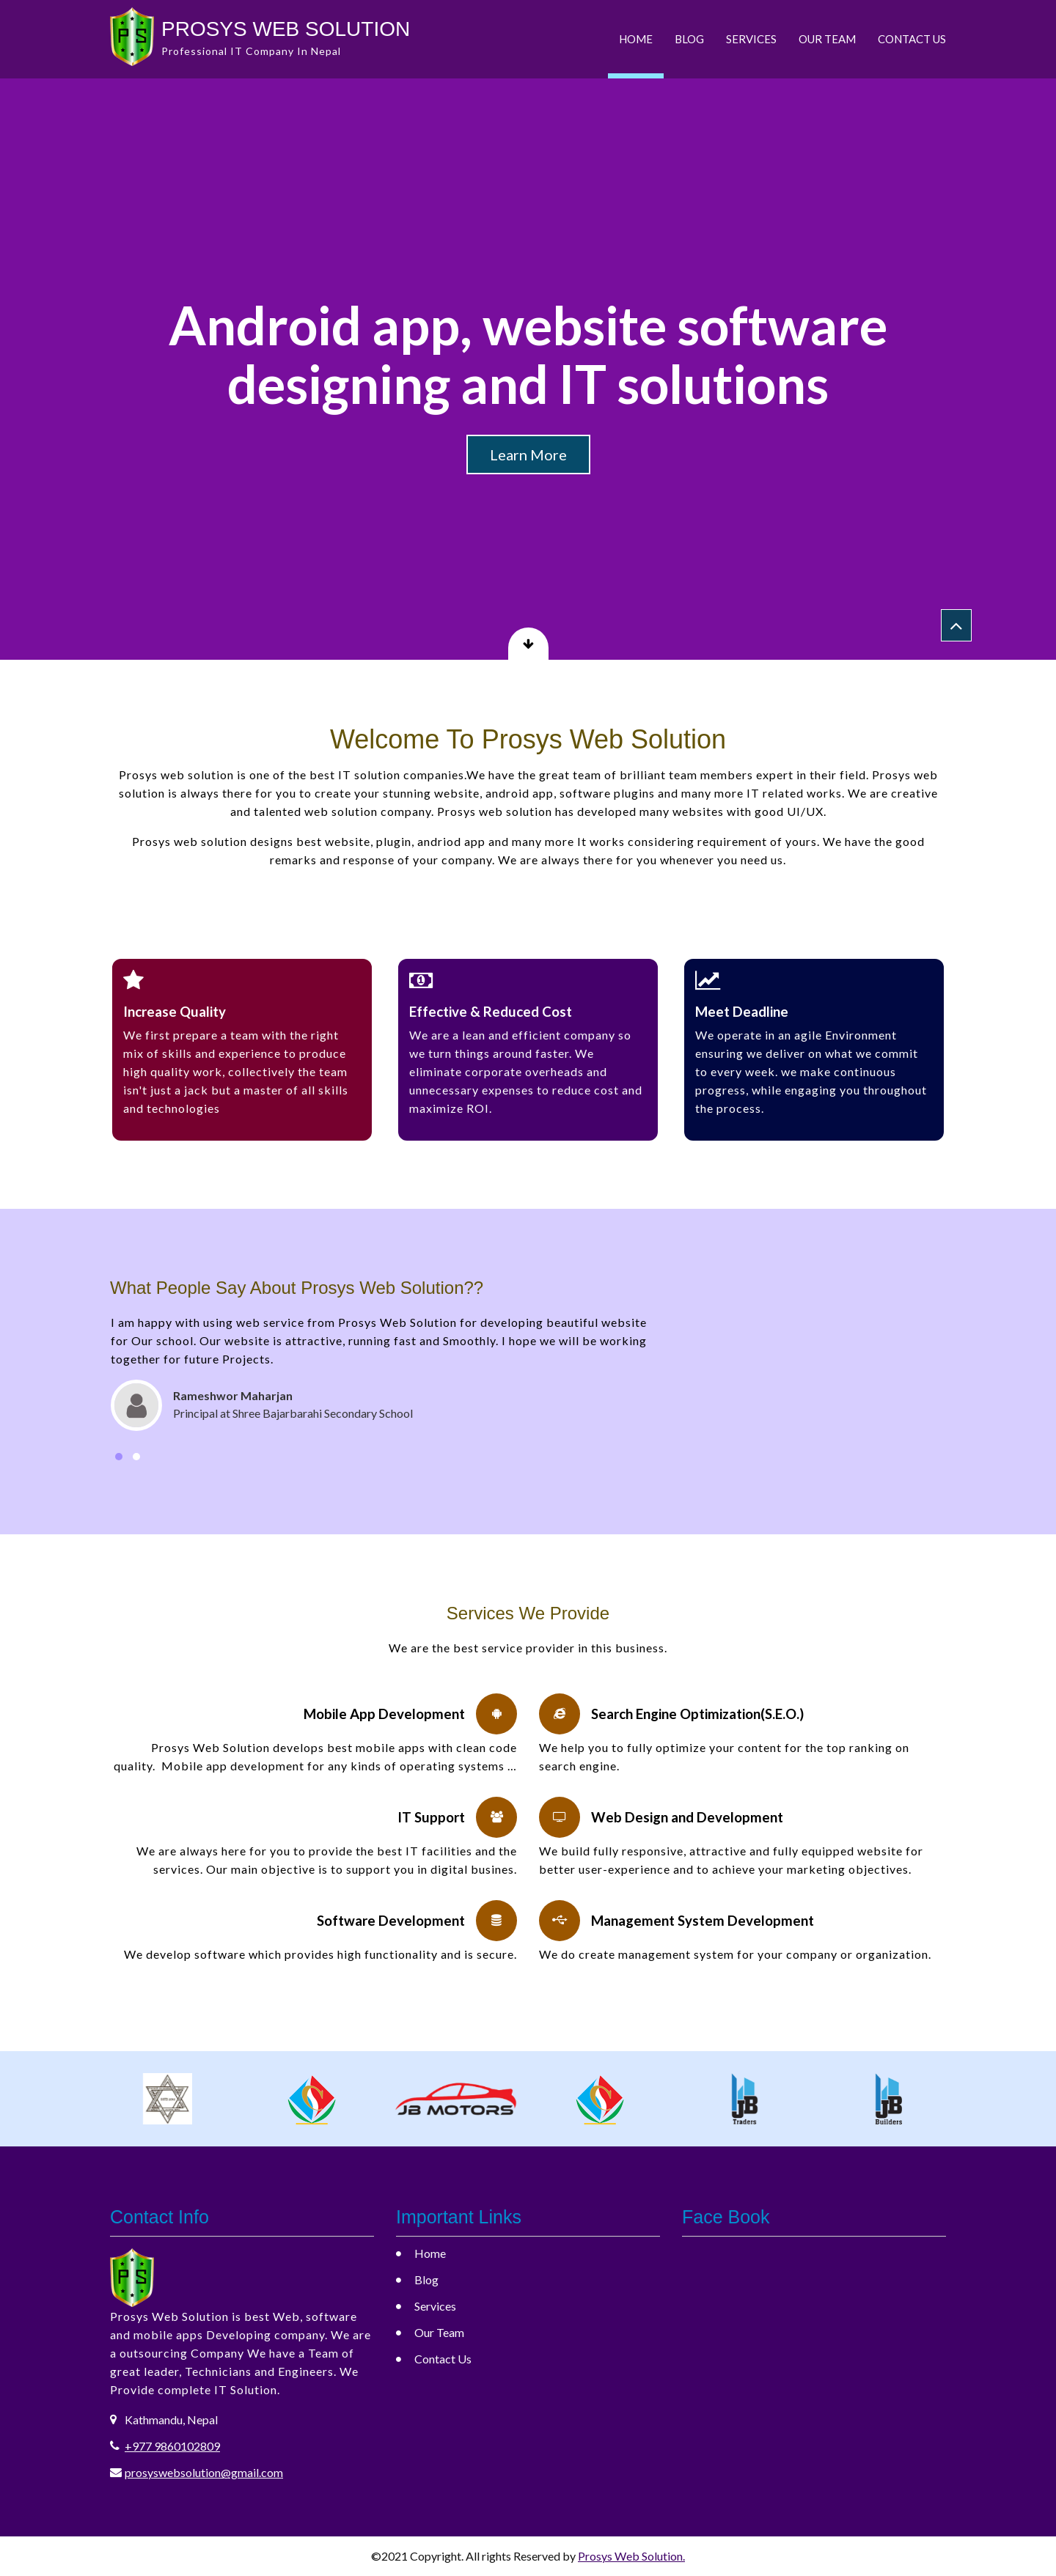 PROSYS WEB SOLUTION
Professional IT Company In Nepal
HOME BLOG SERVICES OUR TEAM CONTACT US
Android app, website software
designing and IT solutions
Learn More
Welcome To Prosys Web Solution
Prosys web solution is one of the best IT solution companies.We have the great team of brilliant team members expert in their field. Prosys web
solution is always there for you to create your stunning website, android app, software plugins and many more IT related works. We are creative
and talented web solution company. Prosys web solution has developed many websites with good UI/UX.
Prosys web solution designs best website, plugin, andriod app and many more It works considering requirement of yours. We have the good
remarks and response of your company. We are always there for you whenever you need us.
Increase Quality
We first prepare a team with the right
mix of skills and experience to produce
high quality work, collectively the team
isn't just a jack but a master of all skills
and technologies
Effective & Reduced Cost
We are a lean and efficient company so
we turn things around faster. We
eliminate corporate overheads and
unnecessary expenses to reduce cost and
maximize ROI.
Meet Deadline
We operate in an agile Environment
ensuring we deliver on what we commit
to every week. we make continuous
progress, while engaging you throughout
the process.
What People Say About Prosys Web Solution??
I am happy with using web service from Prosys Web Solution for developing beautiful website
for Our school. Our website is attractive, running fast and Smoothly. I hope we will be working
together for future Projects.
Rameshwor Maharjan
Principal at Shree Bajarbarahi Secondary School
Services We Provide
We are the best service provider in this business.
Mobile App Development
Prosys Web Solution develops best mobile apps with clean code
quality.  Mobile app development for any kinds of operating systems ...
Search Engine Optimization(S.E.O.)
We help you to fully optimize your content for the top ranking on
search engine.
IT Support
We are always here for you to provide the best IT facilities and the
services. Our main objective is to support you in digital busines.
Web Design and Development
We build fully responsive, attractive and fully equipped website for
better user-experience and to achieve your marketing objectives.
Software Development
We develop software which provides high functionality and is secure.
Management System Development
We do create management system for your company or organization.
JB MOTORS
JB
Traders
JB
Builders
Contact Info
PS
Prosys Web Solution is best Web, software
and mobile apps Developing company. We are
a outsourcing Company We have a Team of
great leader, Technicians and Engineers. We
Provide complete IT Solution.
Kathmandu, Nepal
+977 9860102809
prosyswebsolution@gmail.com
Important Links
Home
Blog
Services
Our Team
Contact Us
Face Book
©2021 Copyright. All rights Reserved by Prosys Web Solution.